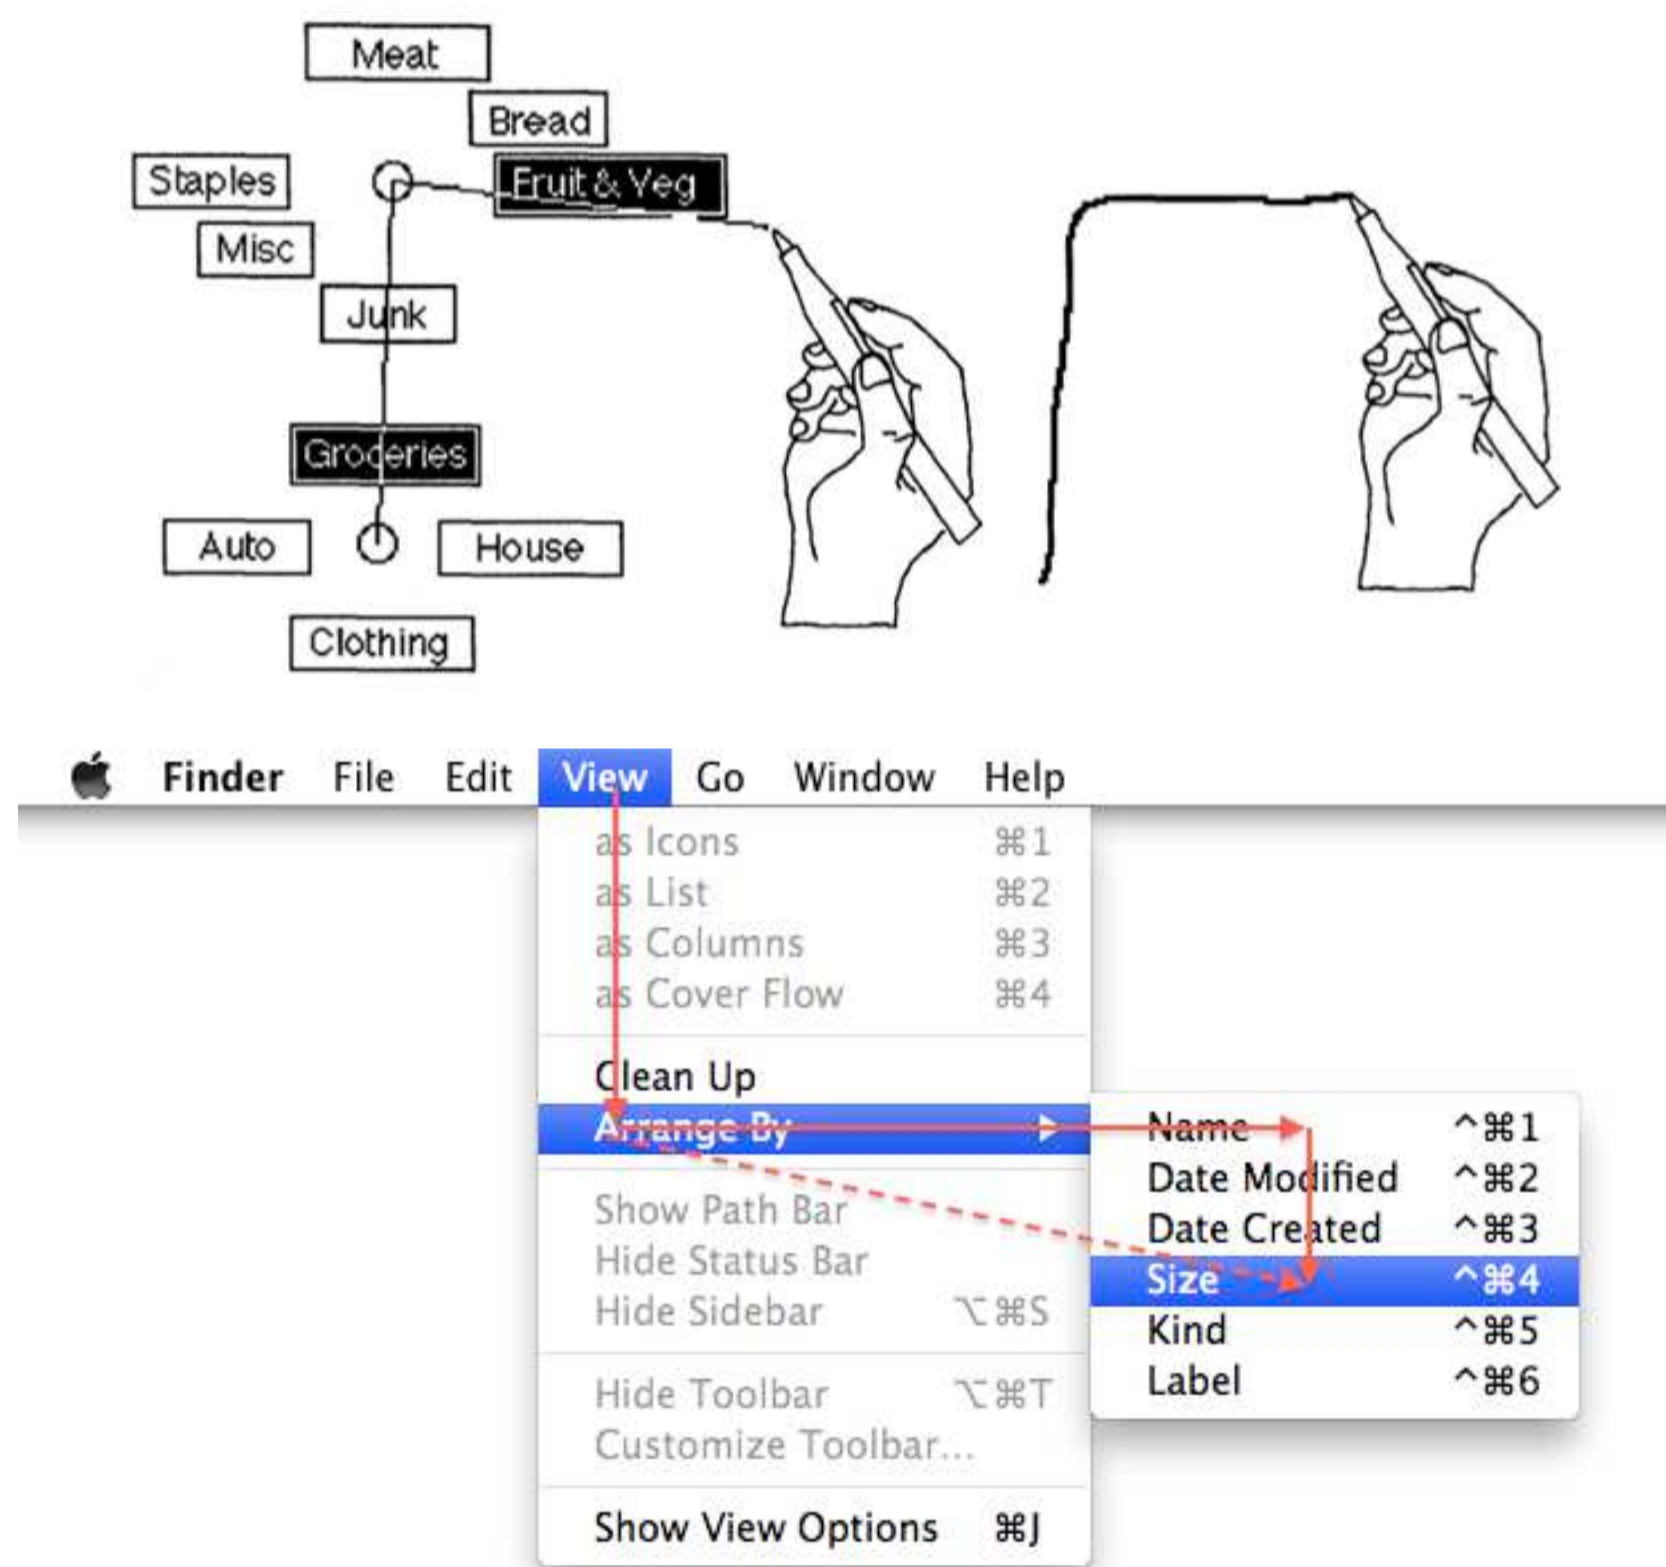 Meat
Bread
Staples
Fruit & Veg
Misc
Junk
Groceries
Auto
House
Clothing
Finder File Edit View Go Window Help
as Icons ⌘1
as List ⌘2
as Columns ⌘3
as Cover Flow ⌘4
Clean Up
Arrange By ▶
Name ^⌘1
Date Modified ^⌘2
Date Created ^⌘3
Size ^⌘4
Kind ^⌘5
Label ^⌘6
Show Path Bar
Hide Status Bar
Hide Sidebar ⌥⌘S
Hide Toolbar ⌥⌘T
Customize Toolbar...
Show View Options ⌘J